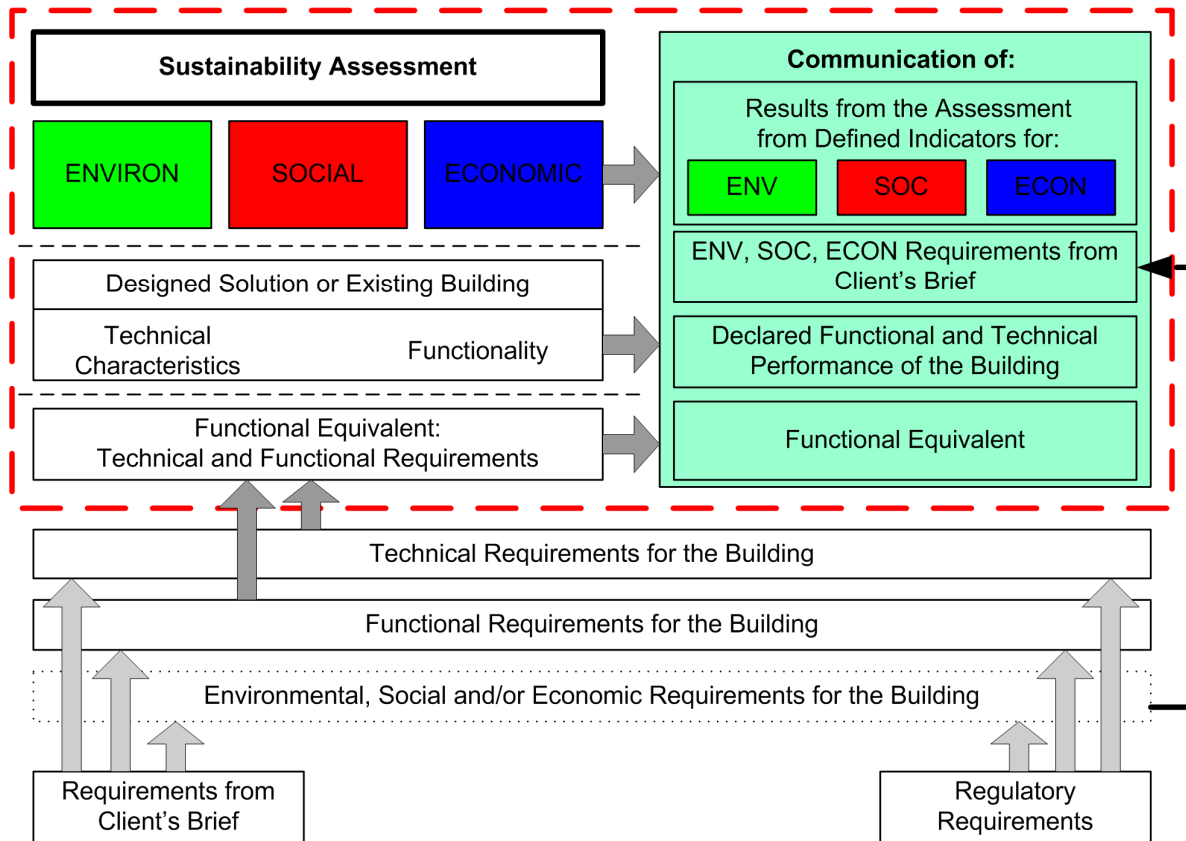 Sustainability Assessment
ENVIRON
SOCIAL
ECONOMIC
Designed Solution or Existing Building
Technical
Characteristics
Functionality
Functional Equivalent:
Technical and Functional Requirements
Communication of:
Results from the Assessment
from Defined Indicators for:
ENV
SOC
ECON
ENV, SOC, ECON Requirements from
Client's Brief
Declared Functional and Technical
Performance of the Building
Functional Equivalent
Technical Requirements for the Building
Functional Requirements for the Building
Environmental, Social and/or Economic Requirements for the Building
Requirements from
Client's Brief
Regulatory
Requirements